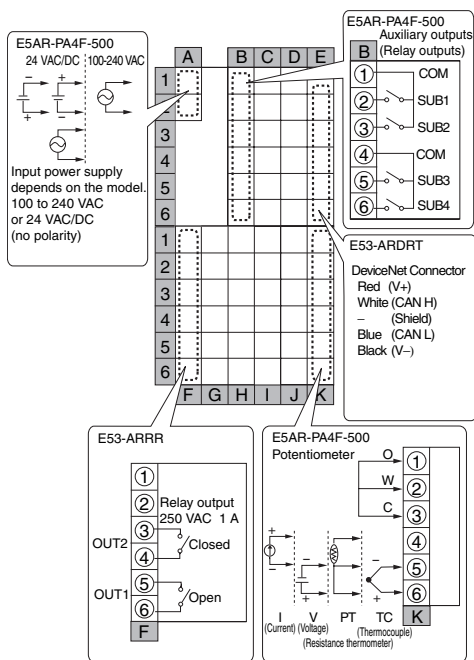 E5AR-PA4F-500
24 VAC/DC 100-240 VAC
− + 
+ −
Input power supply
depends on the model.
100 to 240 VAC
or 24 VAC/DC
(no polarity)
A B C D E
1
2
3
4
5
6
1
2
3
4
5
6
F G H I J K
E5AR-PA4F-500
Auxiliary outputs
(Relay outputs)
B
1 COM
2 SUB1
3 SUB2
4 COM
5 SUB3
6 SUB4
E53-ARDRT
DeviceNet Connector
Red (V+)
White (CAN H)
− (Shield)
Blue (CAN L)
Black (V−)
E53-ARRR
1
2
Relay output
250 VAC 1 A
3
OUT2 Closed
4
5
OUT1 Open
6
F
E5AR-PA4F-500
Potentiometer
O 1
W 2
C 3
4
+ − − 5
− + + 6
I V PT TC K
(Current) (Voltage) (Thermocouple)
(Resistance thermometer)